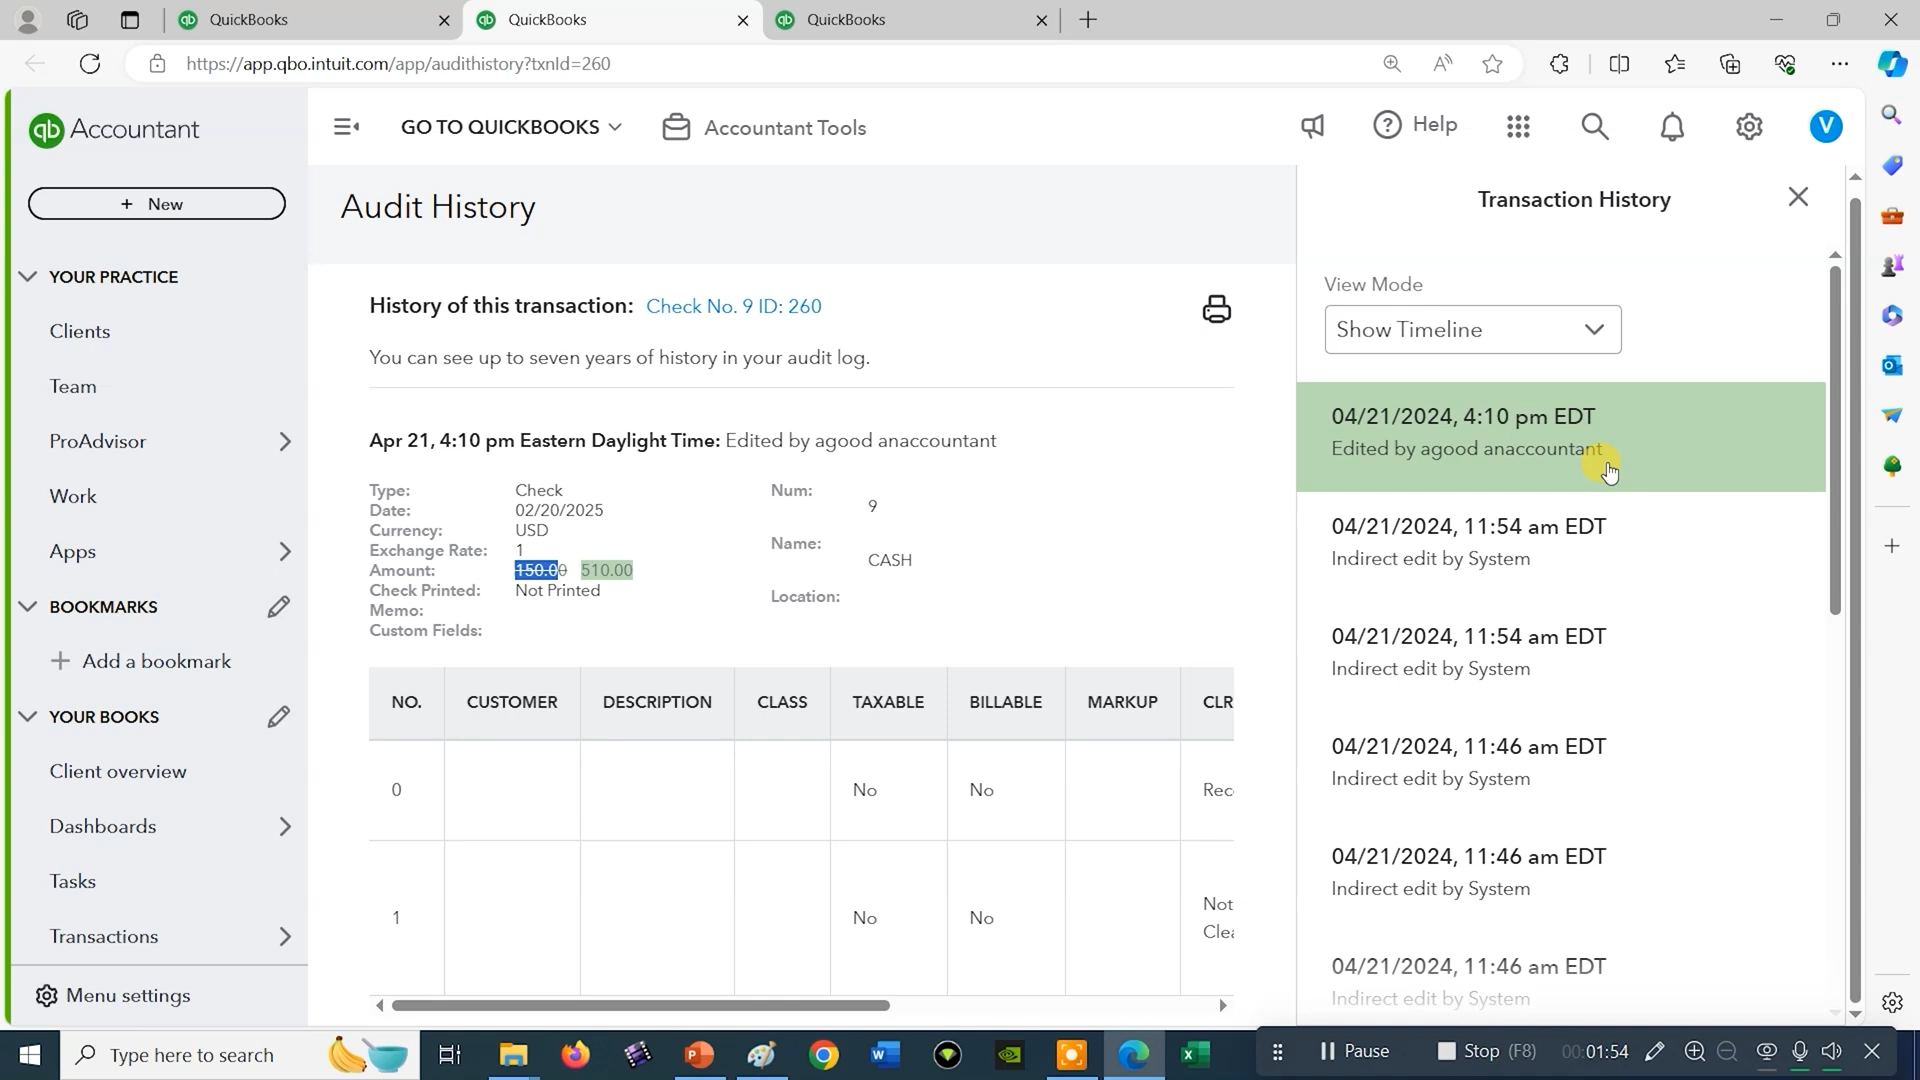 QuickBooks
QuickBooks
QuickBooks
https://app.qbo.intuit.com/app/audithistory?txnId=260
qb Accountant
GO TO QUICKBOOKS
Accountant Tools
Help
V
+ New
YOUR PRACTICE
Clients
Team
ProAdvisor
Work
Apps
BOOKMARKS
+ Add a bookmark
YOUR BOOKS
Client overview
Dashboards
Tasks
Transactions
Menu settings
Audit History
History of this transaction: Check No. 9 ID: 260
You can see up to seven years of history in your audit log.
Apr 21, 4:10 pm Eastern Daylight Time: Edited by agood anaccountant
Type: Check
Date: 02/20/2025
Currency: USD
Exchange Rate: 1
Amount: 150.00 510.00
Check Printed: Not Printed
Memo:
Custom Fields:
Num:
9
Name:
CASH
Location:
NO. CUSTOMER DESCRIPTION CLASS TAXABLE BILLABLE MARKUP CLR
0 No No Rec
1 No No Not
Clea
Transaction History
View Mode
Show Timeline
04/21/2024, 4:10 pm EDT
Edited by agood anaccountant
04/21/2024, 11:54 am EDT
Indirect edit by System
04/21/2024, 11:54 am EDT
Indirect edit by System
04/21/2024, 11:46 am EDT
Indirect edit by System
04/21/2024, 11:46 am EDT
Indirect edit by System
04/21/2024, 11:46 am EDT
Indirect edit by System
Type here to search
Pause
Stop (F8)
00:01:54